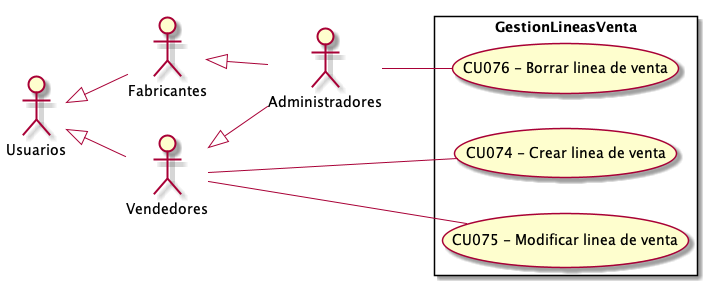 GestionLineasVenta
Fabricantes
Administradores
CU076 - Borrar linea de venta
Usuarios
CU074 - Crear linea de venta
Vendedores
CU075 - Modificar linea de venta